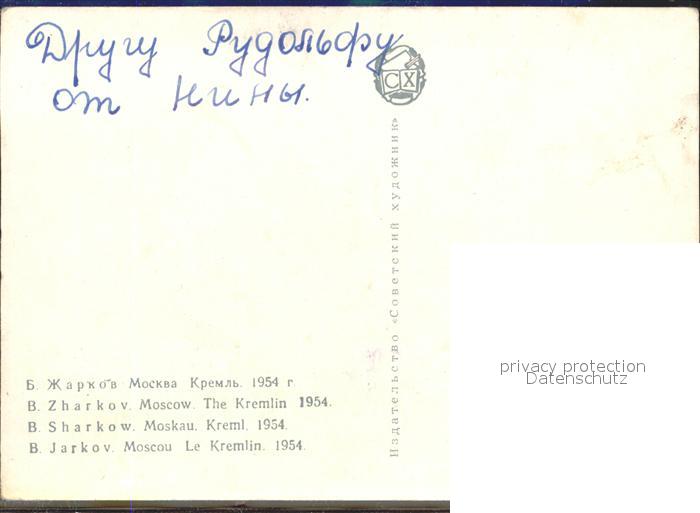 Другу Рудольфу
от Нины.
СХ
Издательство «Советский художник»
Б. Жарков Москва Кремль. 1954 г.
B. Zharkov. Moscow. The Kremlin 1954.
B. Sharkow. Moskau. Kreml. 1954.
B. Jarkov. Moscou Le Kremlin. 1954.
privacy protection
Datenschutz